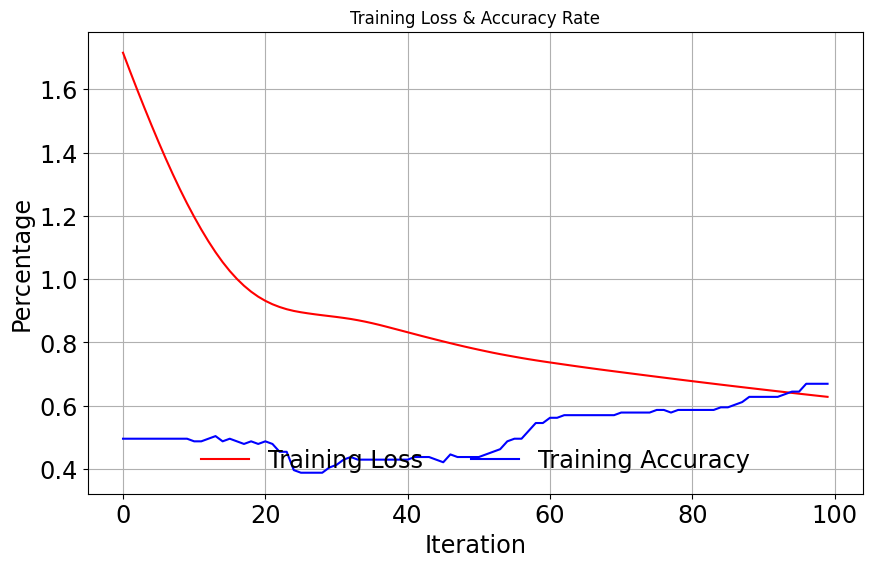 Training Loss & Accuracy Rate
Percentage
1.6
1.4
1.2
1.0
0.8
0.6
0.4
Training Loss
Training Accuracy
0 20 40 60 80 100
Iteration